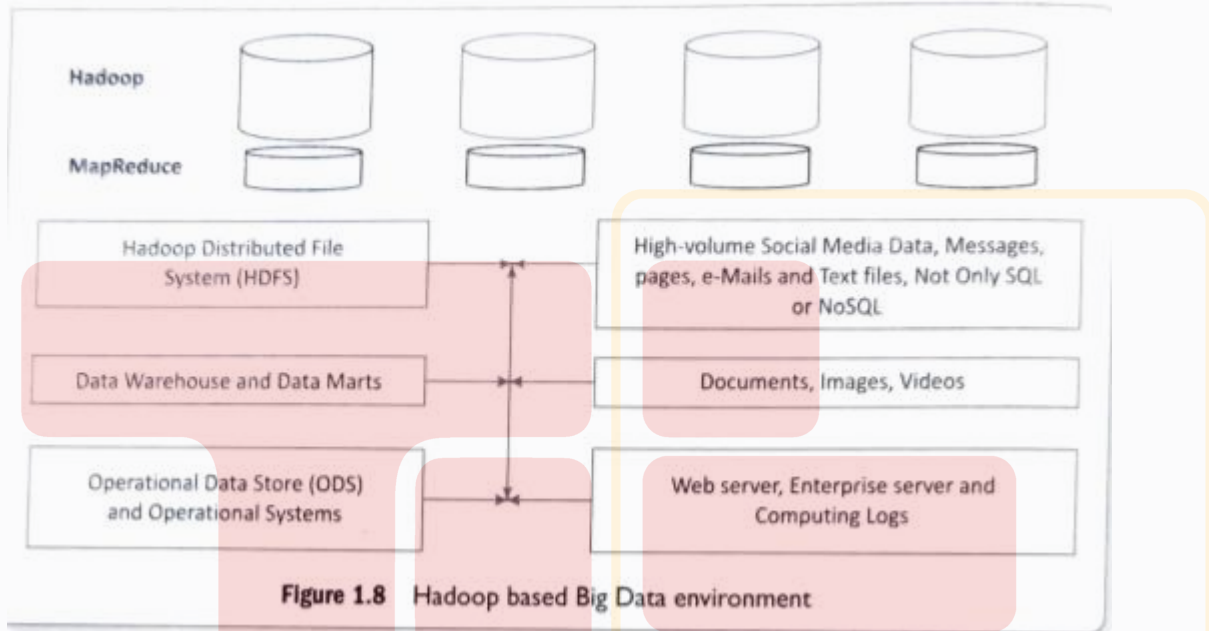 Hadoop
MapReduce
Hadoop Distributed File
System (HDFS)
High-volume Social Media Data, Messages,
pages, e-Mails and Text files, Not Only SQL
or NoSQL
Data Warehouse and Data Marts
Documents, Images, Videos
Operational Data Store (ODS)
and Operational Systems
Web server, Enterprise server and
Computing Logs
Figure 1.8 Hadoop based Big Data environment